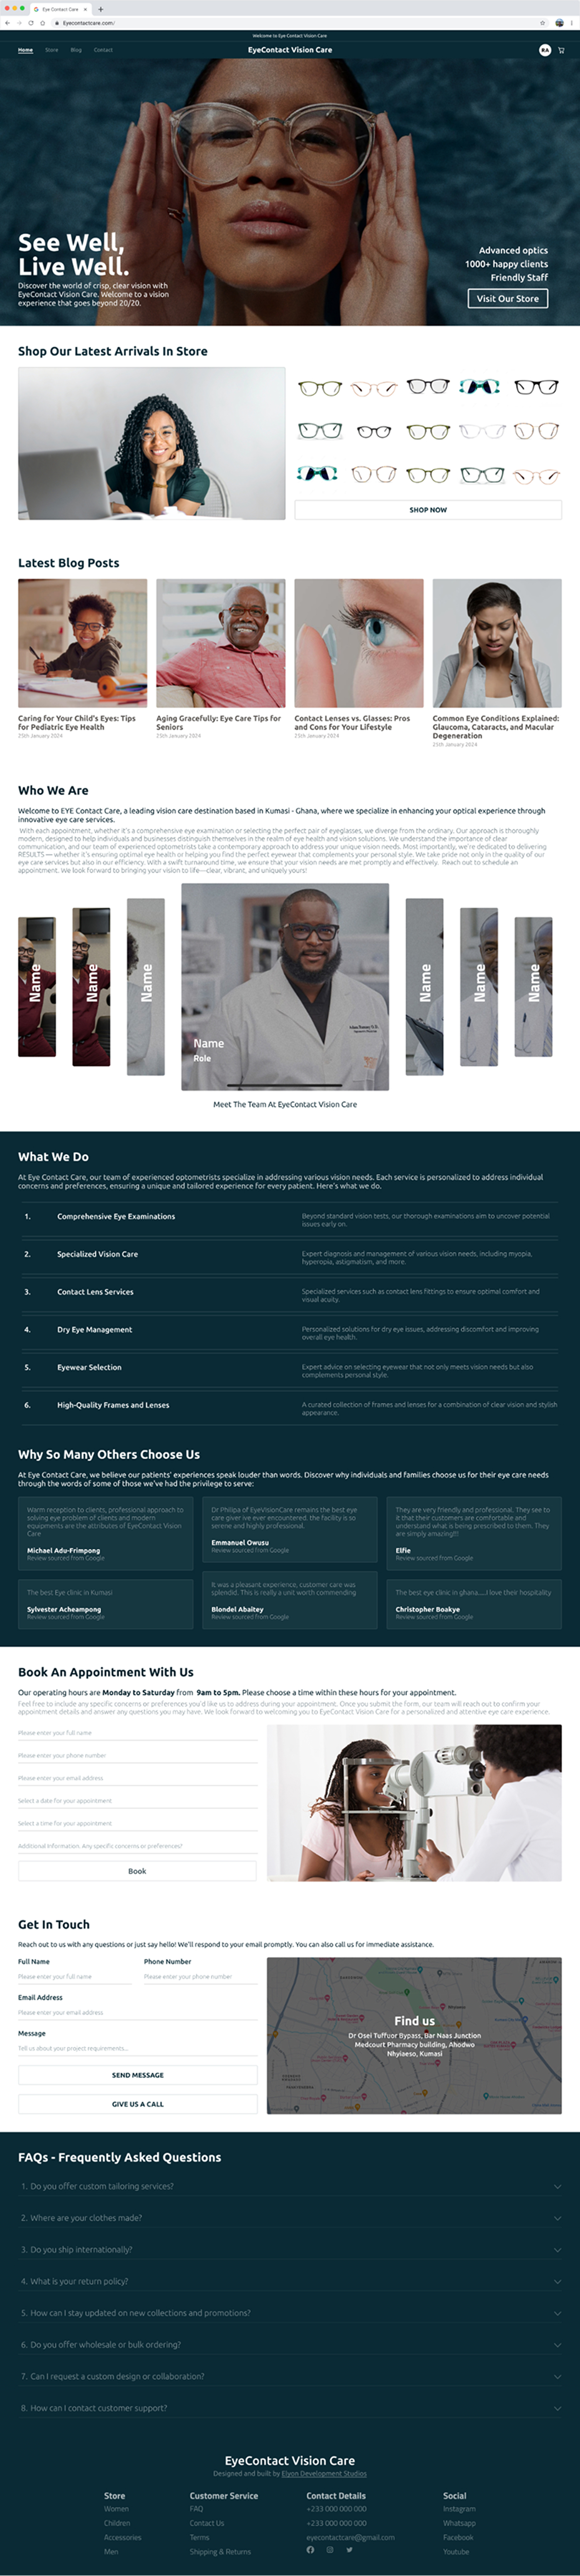 Eye Contact Care
Eyecontactcare.com/
Welcome to Eye Contact Vision Care
Home Store Blog Contact
EyeContact Vision Care
RA
See Well,
Live Well.
Discover the world of crisp, clear vision with
EyeContact Vision Care. Welcome to a vision
experience that goes beyond 20/20.
Advanced optics
1000+ happy clients
Friendly Staff
Visit Our Store
Shop Our Latest Arrivals In Store
SHOP NOW
Latest Blog Posts
Caring for Your Child's Eyes: Tips
for Pediatric Eye Health
25th January 2024
Aging Gracefully: Eye Care Tips for
Seniors
25th January 2024
Contact Lenses vs. Glasses: Pros
and Cons for Your Lifestyle
25th January 2024
Common Eye Conditions Explained:
Glaucoma, Cataracts, and Macular
Degeneration
25th January 2024
Who We Are
Welcome to EYE Contact Care, a leading vision care destination based in Kumasi - Ghana, where we specialize in enhancing your optical experience through
innovative eye care services.
With each appointment, whether it's a comprehensive eye examination or selecting the perfect pair of eyeglasses, we diverge from the ordinary. Our approach is thoroughly
modern, designed to help individuals and businesses distinguish themselves in the realm of eye health and vision solutions. We understand the importance of clear
communication, and our team of experienced optometrists take a contemporary approach to address your unique vision needs. Most importantly, we're dedicated to delivering
RESULTS — whether it's ensuring optimal eye health or helping you find the perfect eyewear that complements your personal style. We take pride not only in the quality of our
eye care services but also in our efficiency. With a swift turnaround time, we ensure that your vision needs are met promptly and effectively. Reach out to schedule an
appointment. We look forward to bringing your vision to life—clear, vibrant, and uniquely yours!
Name
Name
Name
Name
Role
Name
Name
Name
Meet The Team At EyeContact Vision Care
What We Do
At Eye Contact Care, our team of experienced optometrists specialize in addressing various vision needs. Each service is personalized to address individual
concerns and preferences, ensuring a unique and tailored experience for every patient. Here's what we do.
1. Comprehensive Eye Examinations
Beyond standard vision tests, our thorough examinations aim to uncover potential
issues early on.
2. Specialized Vision Care
Expert diagnosis and management of various vision needs, including myopia,
hyperopia, astigmatism, and more.
3. Contact Lens Services
Specialized services such as contact lens fittings to ensure optimal comfort and
visual acuity.
4. Dry Eye Management
Personalized solutions for dry eye issues, addressing discomfort and improving
overall eye health.
5. Eyewear Selection
Expert advice on selecting eyewear that not only meets vision needs but also
complements personal style.
6. High-Quality Frames and Lenses
A curated collection of frames and lenses for a combination of clear vision and stylish
appearance.
Why So Many Others Choose Us
At Eye Contact Care, we believe our patients' experiences speak louder than words. Discover why individuals and families choose us for their eye care needs
through the words of some of those we've had the privilege to serve:
Warm reception to clients, professional approach to
solving eye problem of clients and modern
equipments are the attributes of EyeContact Vision
Care
Michael Adu-Frimpong
Review sourced from Google
Dr Philipa of EyeVisionCare remains the best eye
care giver ive ever encountered. the facility is so
serene and highly professional.
Emmanuel Owusu
Review sourced from Google
They are very friendly and professional. They see to
it that their customers are comfortable and
understand what is being prescribed to them. They
are simply amazing!!!
Elfie
Review sourced from Google
The best Eye clinic in Kumasi
Sylvester Acheampong
Review sourced from Google
It was a pleasant experience, customer care was
splendid. This is really a unit worth commending
Blondel Abaitey
Review sourced from Google
The best eye clinic in ghana.....I love their hospitality
Christopher Boakye
Review sourced from Google
Book An Appointment With Us
Our operating hours are Monday to Saturday from 9am to 5pm. Please choose a time within these hours for your appointment.
Feel free to include any specific concerns or preferences you'd like us to address during your appointment. Once you submit the form, our team will reach out to confirm your
appointment details and answer any questions you may have. We look forward to welcoming you to EyeContact Vision Care for a personalized and attentive eye care experience.
Please enter your full name
Please enter your phone number
Please enter your email address
Select a date for your appointment
Select a time for your appointment
Additional Information. Any specific concerns or preferences?
Book
Get In Touch
Reach out to us with any questions or just say hello! We'll respond to your email promptly. You can also call us for immediate assistance.
Full Name
Please enter your full name
Phone Number
Please enter your phone number
Email Address
Please enter your email address
Message
Tell us about your project requirements...
SEND MESSAGE
GIVE US A CALL
Find us
Dr Osei Tuffuor Bypass, Bar Naas Junction
Medcourt Pharmacy building, Ahodwo
Nhyiaeso, Kumasi
FAQs - Frequently Asked Questions
1. Do you offer custom tailoring services?
2. Where are your clothes made?
3. Do you ship internationally?
4. What is your return policy?
5. How can I stay updated on new collections and promotions?
6. Do you offer wholesale or bulk ordering?
7. Can I request a custom design or collaboration?
8. How can I contact customer support?
EyeContact Vision Care
Designed and built by Elyon Development Studios
Store
Women
Children
Accessories
Men
Customer Service
FAQ
Contact Us
Terms
Shipping & Returns
Contact Details
+233 000 000 000
+233 000 000 000
eyecontactcare@gmail.com
Social
Instagram
Whatsapp
Facebook
Youtube